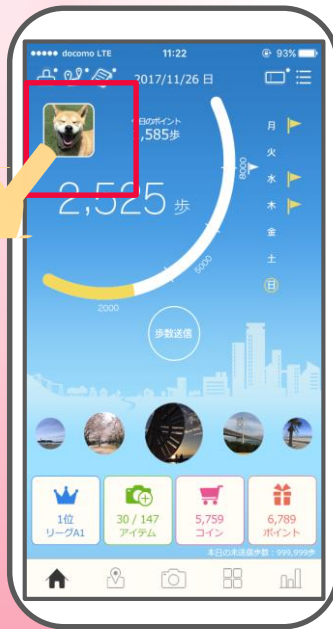 docomo LTE 11:22 93%
2017/11/26 日
今日のポイント
,585歩
2,525 歩
月
火
水
木
金
土
日
8000
5000
2000
歩数送信
1位
リーグA1
30 / 147
アイテム
5,759
コイン
6,789
ポイント
本日の未送信歩数：999,999歩